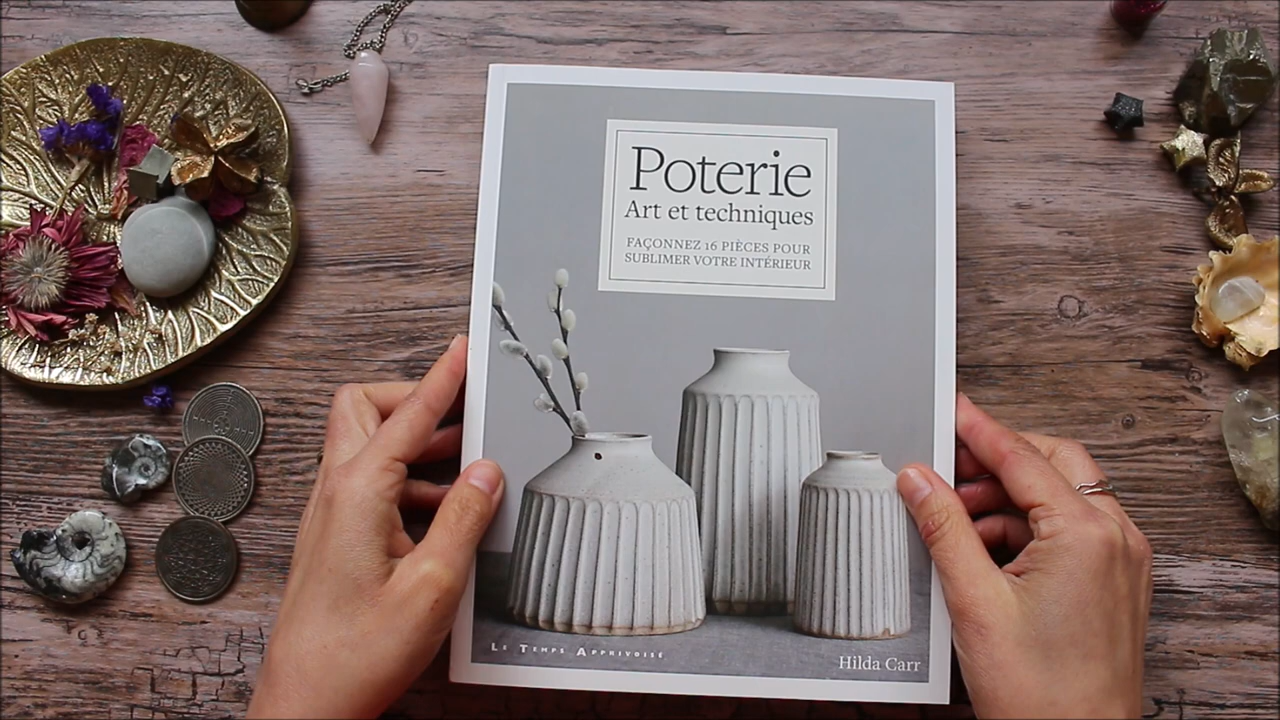 Poterie
Art et techniques
FAÇONNEZ 16 PIÈCES POUR
SUBLIMER VOTRE INTÉRIEUR
LE TEMPS APPRIVOISÉ
Hilda Carr